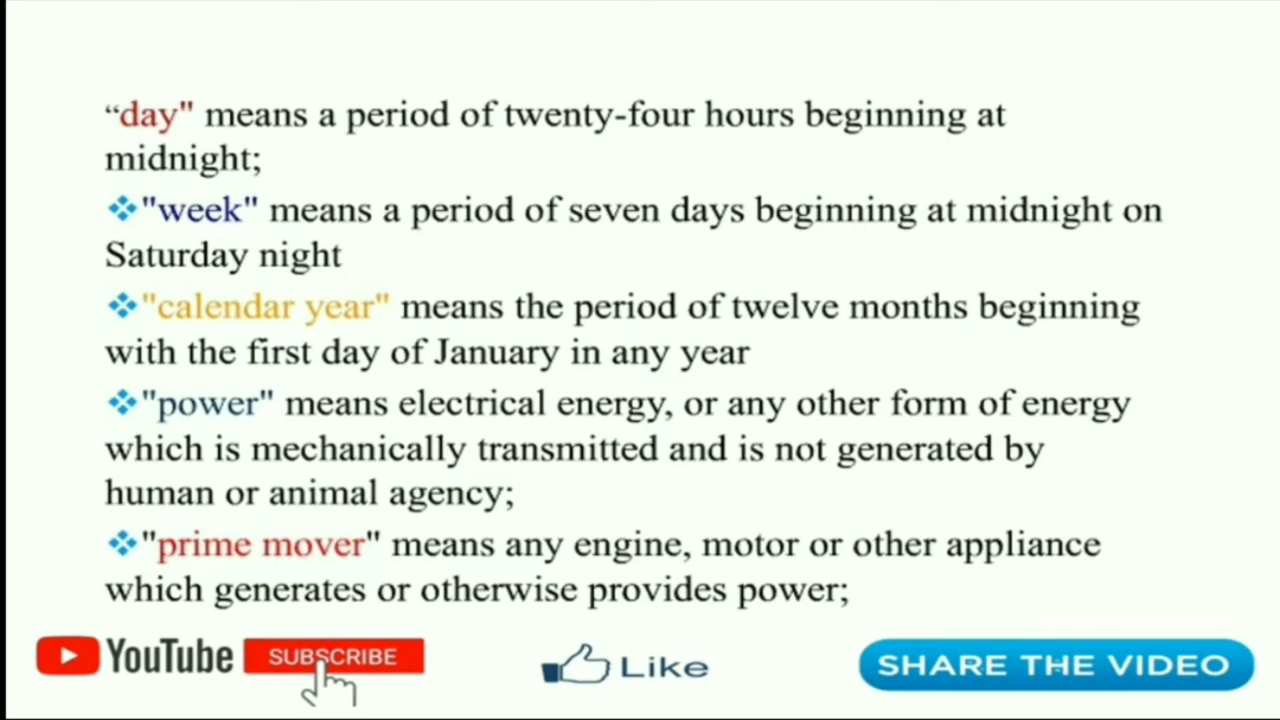 “day" means a period of twenty-four hours beginning at
midnight;
❖"week" means a period of seven days beginning at midnight on
Saturday night
❖"calendar year" means the period of twelve months beginning
with the first day of January in any year
❖"power" means electrical energy, or any other form of energy
which is mechanically transmitted and is not generated by
human or animal agency;
❖"prime mover" means any engine, motor or other appliance
which generates or otherwise provides power;
YouTube SUBSCRIBE Like SHARE THE VIDEO